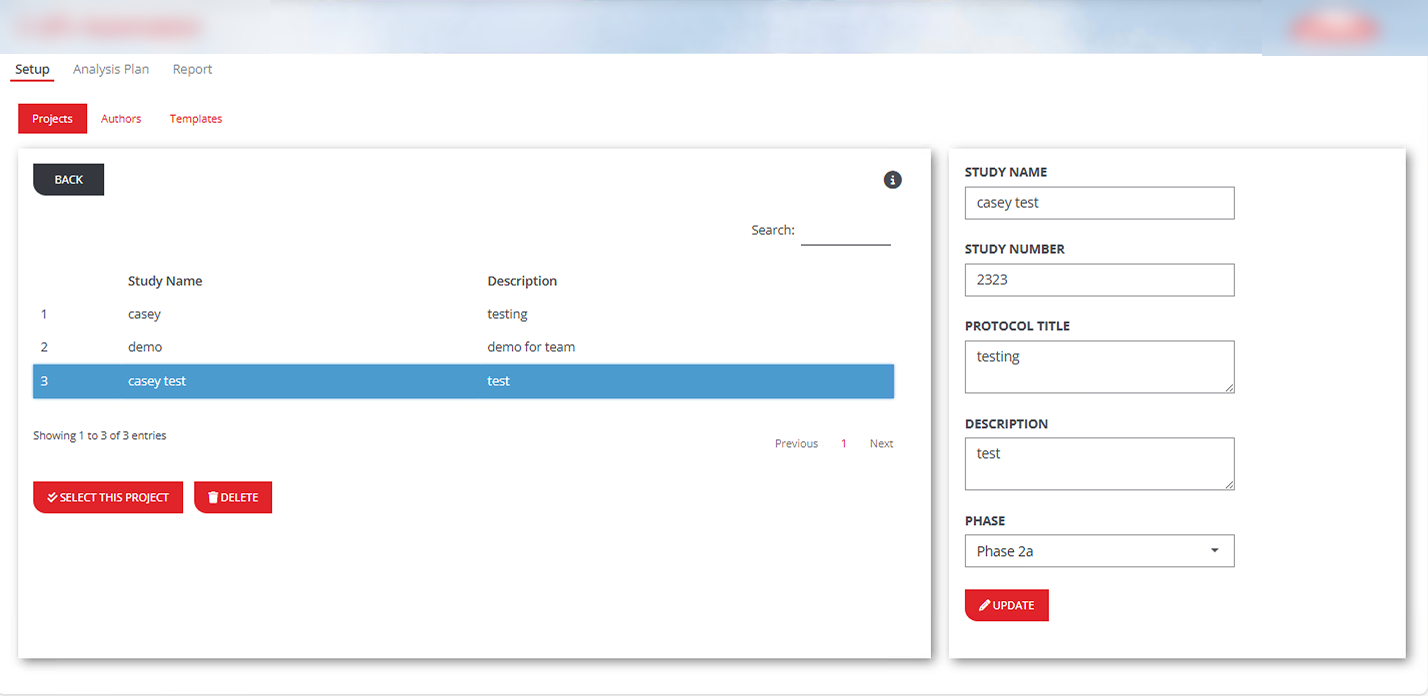 Setup Analysis Plan Report
Projects Authors Templates
BACK
Search:
Study Name Description
1 casey testing
2 demo demo for team
3 casey test test
Showing 1 to 3 of 3 entries
Previous 1 Next
SELECT THIS PROJECT DELETE
STUDY NAME
casey test
STUDY NUMBER
2323
PROTOCOL TITLE
testing
DESCRIPTION
test
PHASE
Phase 2a
UPDATE